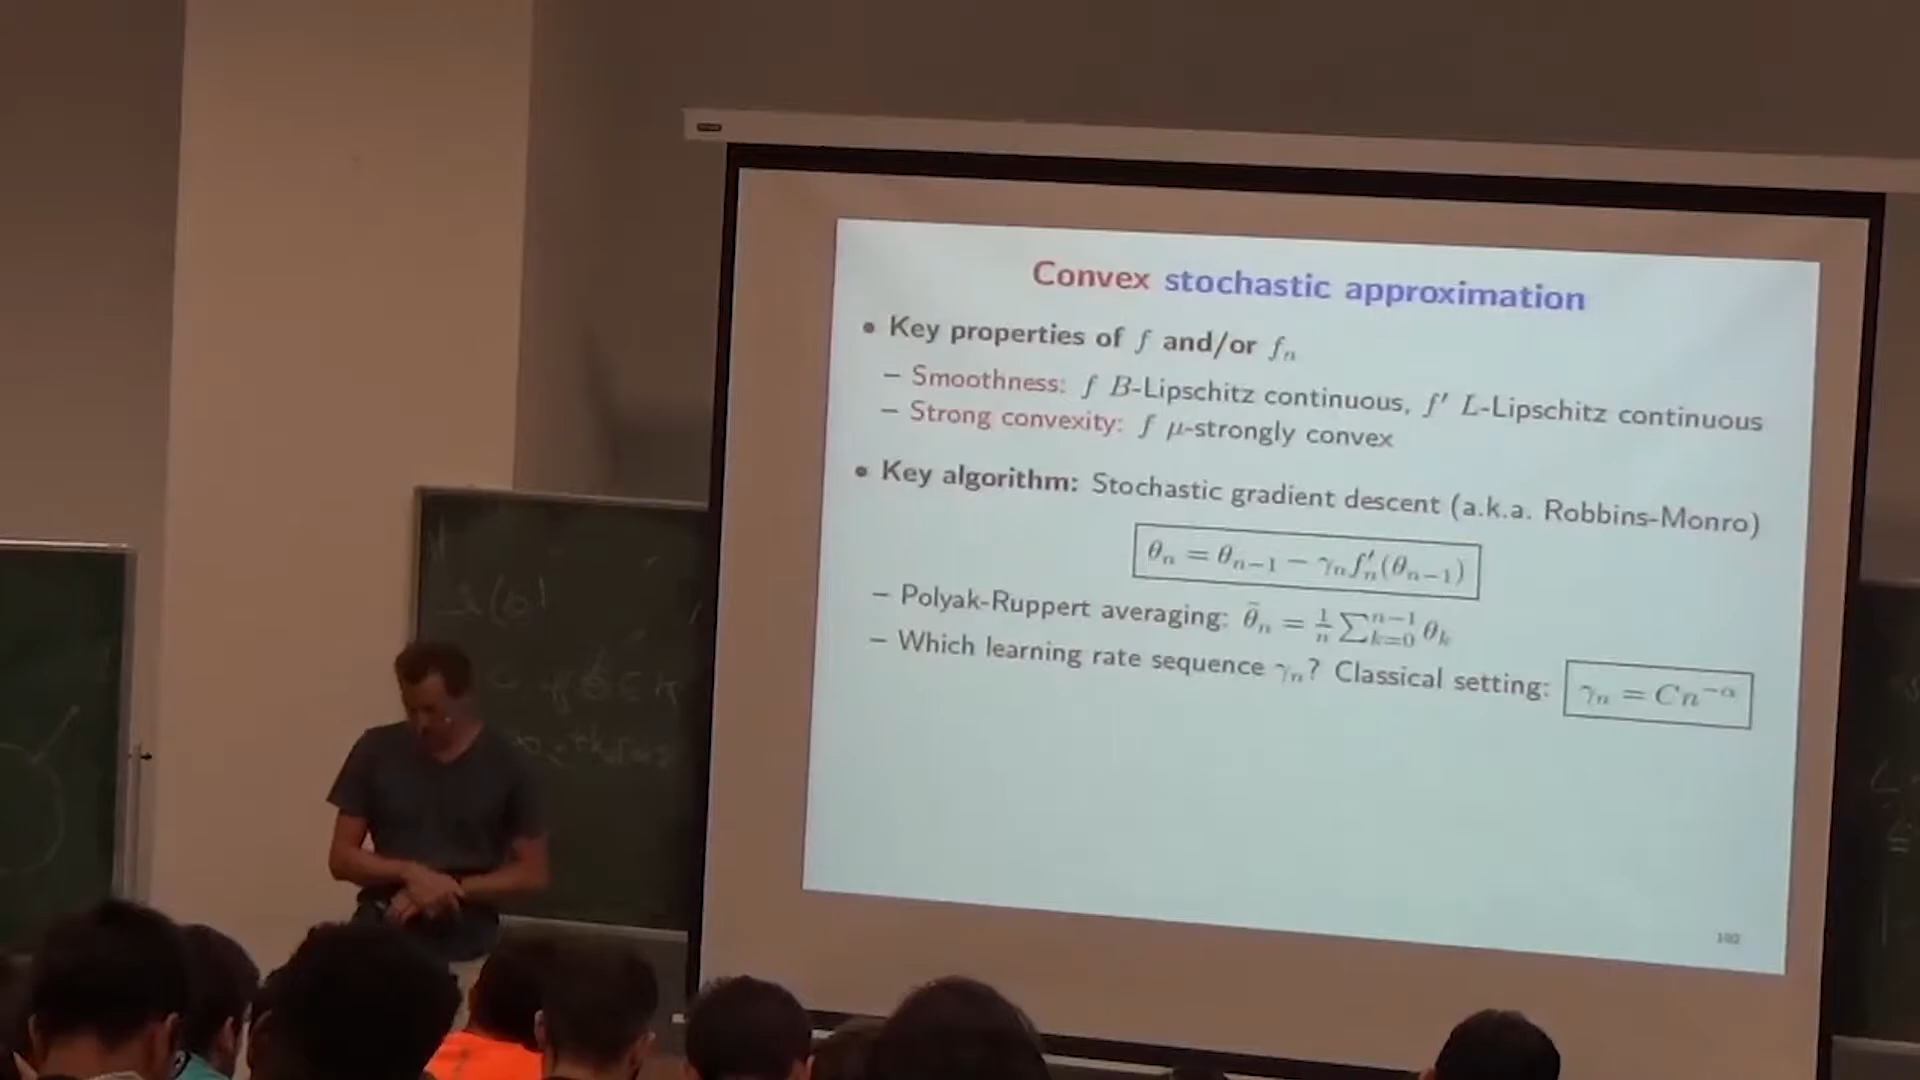 Convex stochastic approximation
• Key properties of f and/or fₙ
– Smoothness: f B-Lipschitz continuous, f′ L-Lipschitz continuous
– Strong convexity: f μ-strongly convex
• Key algorithm: Stochastic gradient descent (a.k.a. Robbins-Monro)
θₙ = θₙ₋₁ − γₙf′ₙ(θₙ₋₁)
– Polyak-Ruppert averaging: θ̄ₙ = 1/n ∑ₖ₌₀ⁿ⁻¹ θₖ
– Which learning rate sequence γₙ? Classical setting: γₙ = Cn⁻ᵅ
102